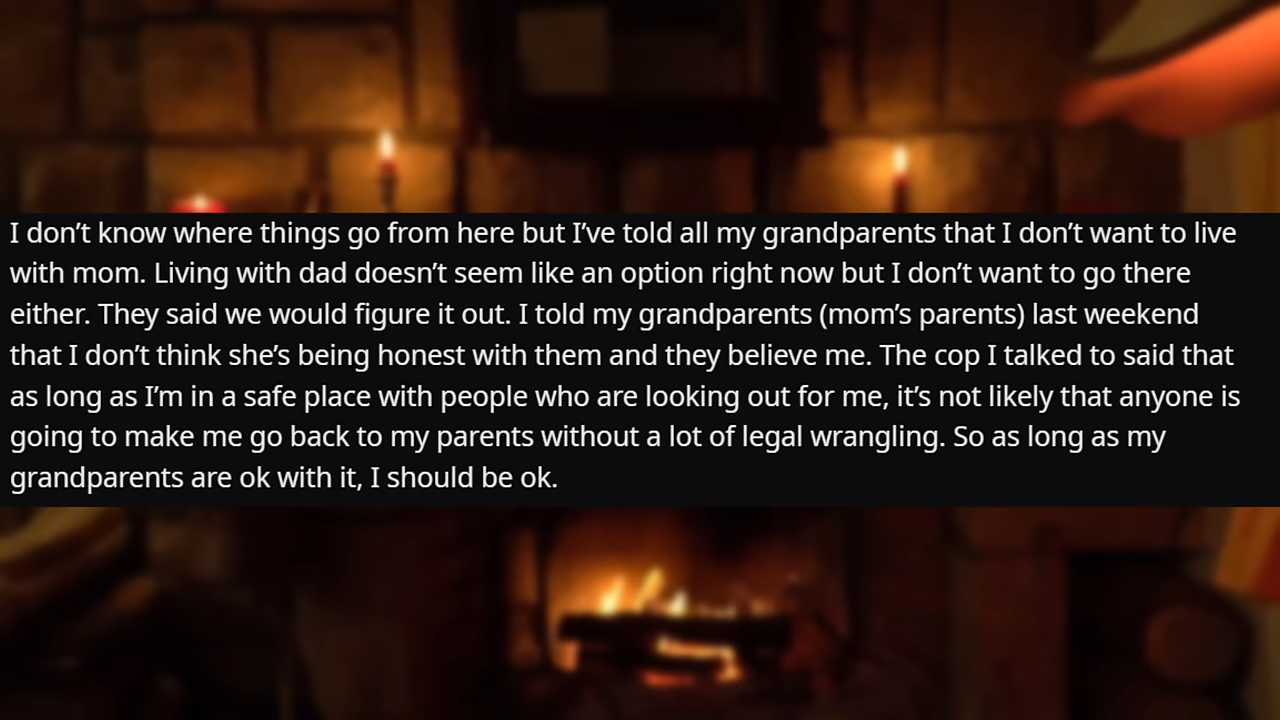 I don’t know where things go from here but I’ve told all my grandparents that I don’t want to live
with mom. Living with dad doesn’t seem like an option right now but I don’t want to go there
either. They said we would figure it out. I told my grandparents (mom’s parents) last weekend
that I don’t think she’s being honest with them and they believe me. The cop I talked to said that
as long as I’m in a safe place with people who are looking out for me, it’s not likely that anyone is
going to make me go back to my parents without a lot of legal wrangling. So as long as my
grandparents are ok with it, I should be ok.